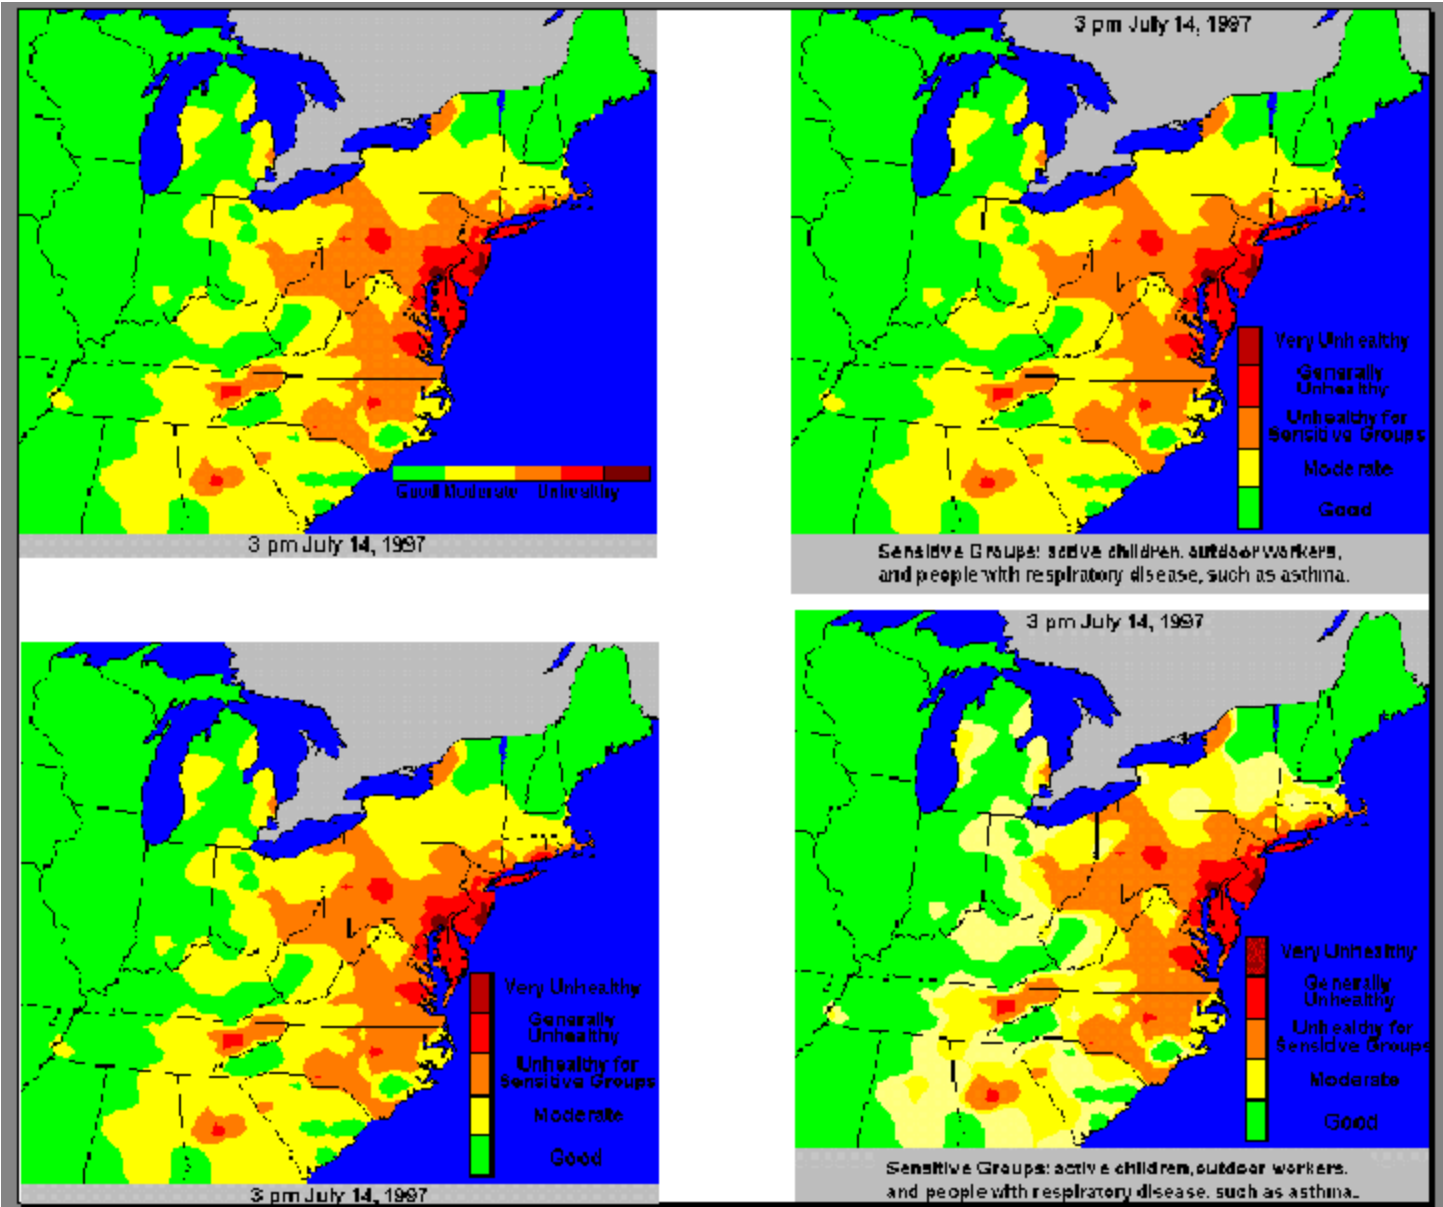 Good Moderate Unhealthy
3 pm July 14, 1997
3 pm July 14, 1997
Very Unhealthy
Generally
Unhealthy
Unhealthy for
Sensitive Groups
Moderate
Good
Sensitive Groups: active children, outdoor workers,
and people with respiratory disease, such as asthma.
Very Unhealthy
Generally
Unhealthy
Unhealthy for
Sensitive Groups
Moderate
Good
3 pm July 14, 1997
3 pm July 14, 1997
Very Unhealthy
Generally
Unhealthy
Unhealthy for
Sensitive Groups
Moderate
Good
Sensitive Groups: active children, outdoor workers,
and people with respiratory disease, such as asthma.